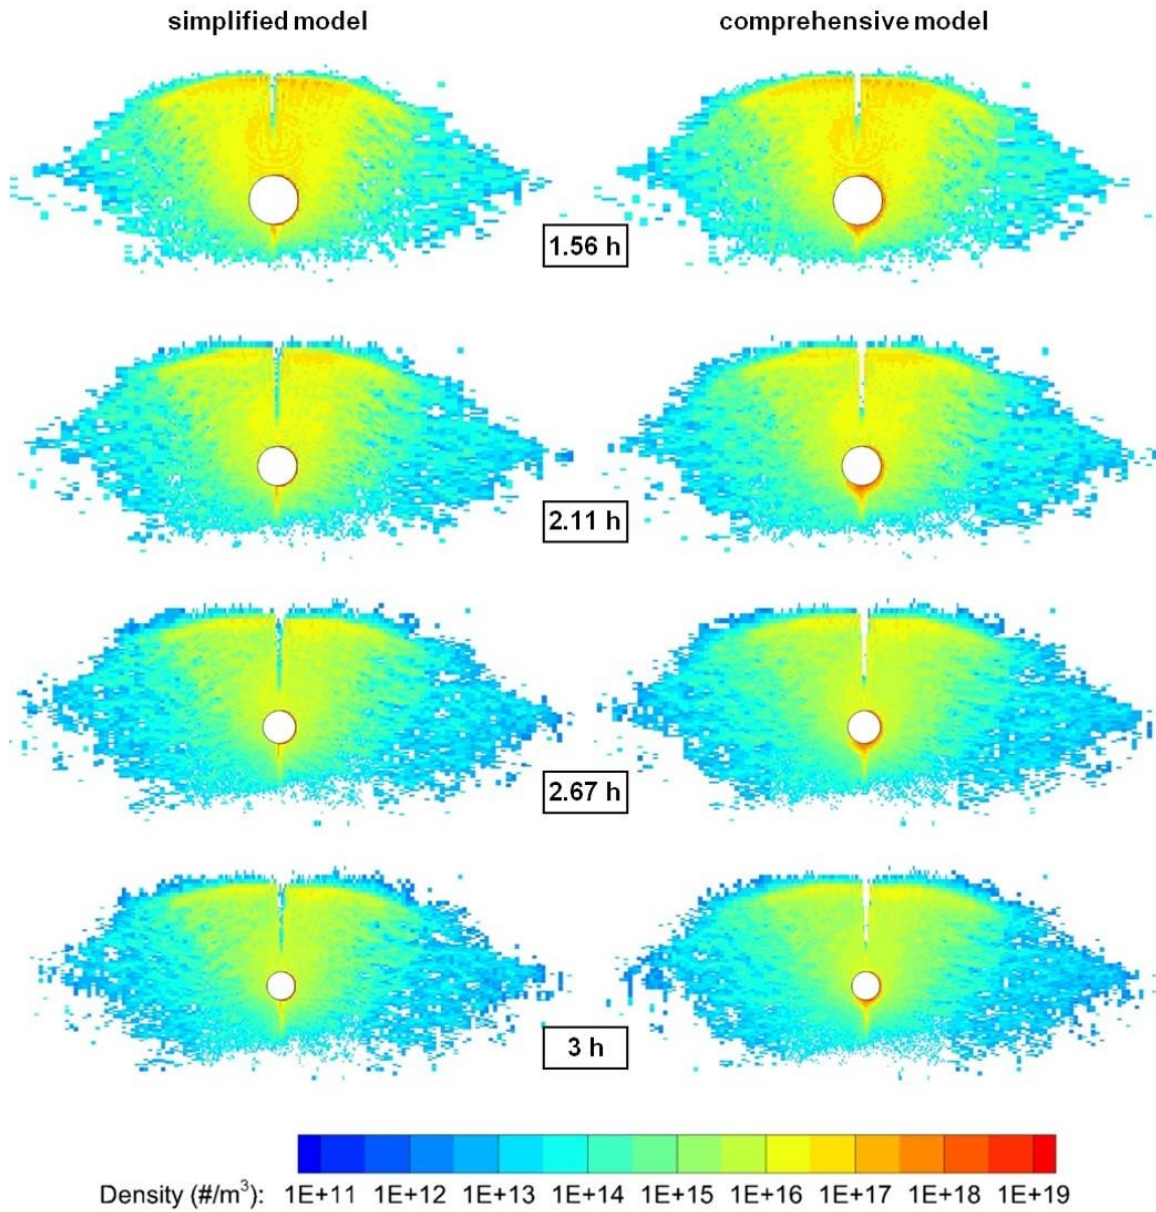 simplified model
comprehensive model
1.56 h
2.11 h
2.67 h
3 h
Density (#/m³): 1E+11 1E+12 1E+13 1E+14 1E+15 1E+16 1E+17 1E+18 1E+19